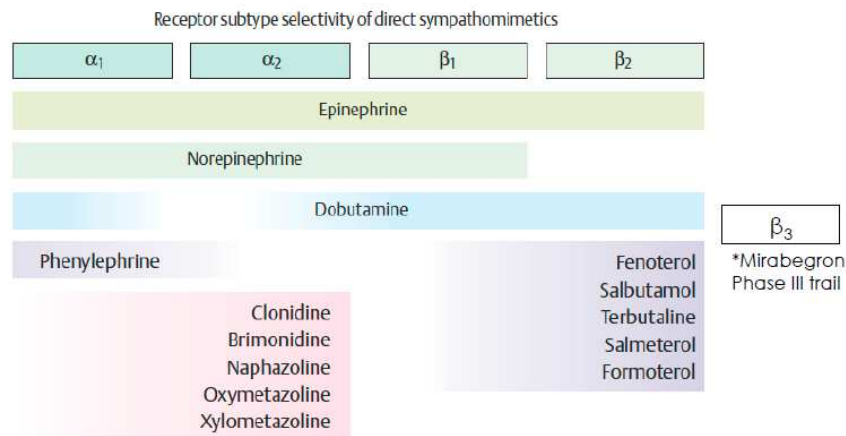 Receptor subtype selectivity of direct sympathomimetics
α1 α2 β1 β2
Epinephrine
Norepinephrine
Dobutamine
β3
*Mirabegron
Phase III trail
Phenylephrine
Clonidine
Brimonidine
Naphazoline
Oxymetazoline
Xylometazoline
Fenoterol
Salbutamol
Terbutaline
Salmeterol
Formoterol